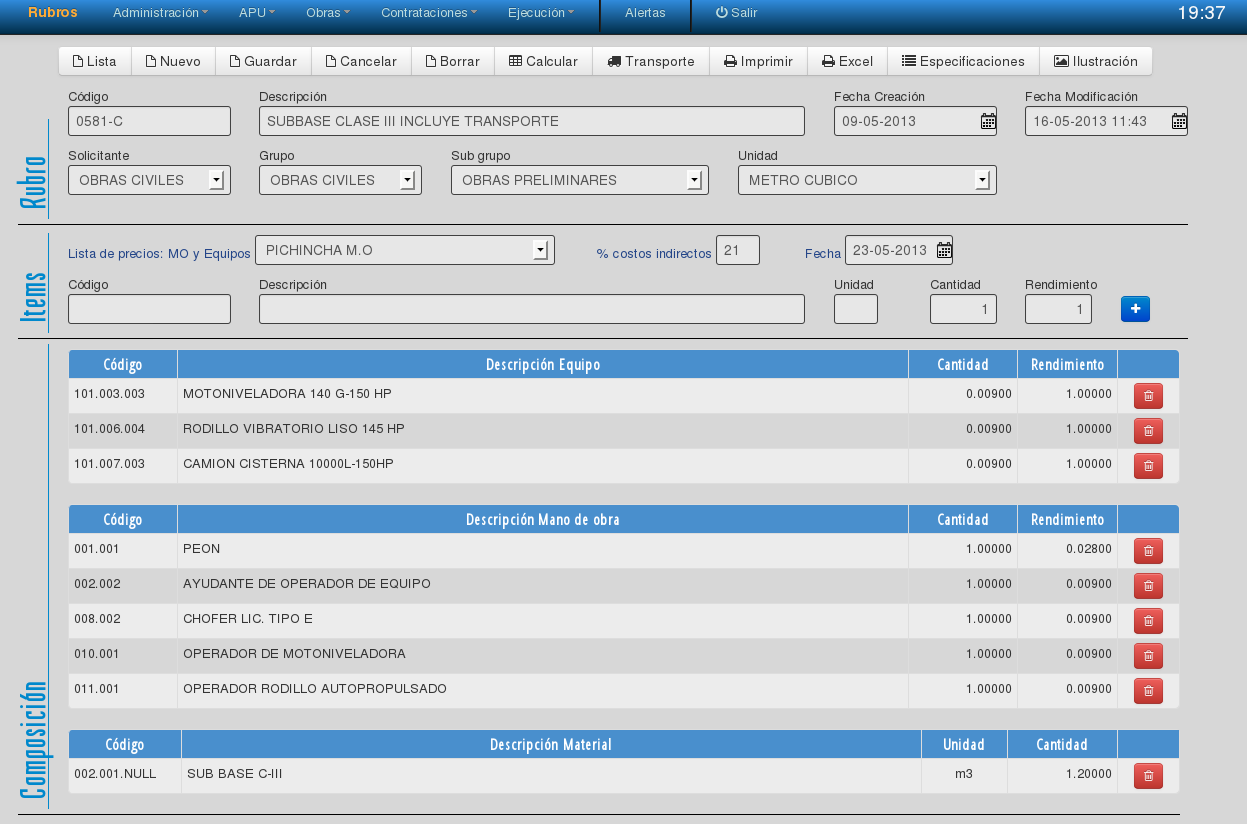 Rubros Administración APU Obras Contrataciones Ejecución Alertas Salir 19:37
Lista Nuevo Guardar Cancelar Borrar Calcular Transporte Imprimir Excel Especificaciones Ilustración
Rubro
Código Descripción Fecha Creación Fecha Modificación
0581-C SUBBASE CLASE III INCLUYE TRANSPORTE 09-05-2013 16-05-2013 11:43
Solicitante Grupo Sub grupo Unidad
OBRAS CIVILES OBRAS CIVILES OBRAS PRELIMINARES METRO CUBICO
Items
Lista de precios: MO y Equipos PICHINCHA M.O % costos indirectos 21 Fecha 23-05-2013
Código Descripción Unidad Cantidad Rendimiento
1 1
Composición
Código Descripción Equipo Cantidad Rendimiento
101.003.003 MOTONIVELADORA 140 G-150 HP 0.00900 1.00000
101.006.004 RODILLO VIBRATORIO LISO 145 HP 0.00900 1.00000
101.007.003 CAMION CISTERNA 10000L-150HP 0.00900 1.00000
Código Descripción Mano de obra Cantidad Rendimiento
001.001 PEON 1.00000 0.02800
002.002 AYUDANTE DE OPERADOR DE EQUIPO 1.00000 0.00900
008.002 CHOFER LIC. TIPO E 1.00000 0.00900
010.001 OPERADOR DE MOTONIVELADORA 1.00000 0.00900
011.001 OPERADOR RODILLO AUTOPROPULSADO 1.00000 0.00900
Código Descripción Material Unidad Cantidad
002.001.NULL SUB BASE C-III m3 1.20000